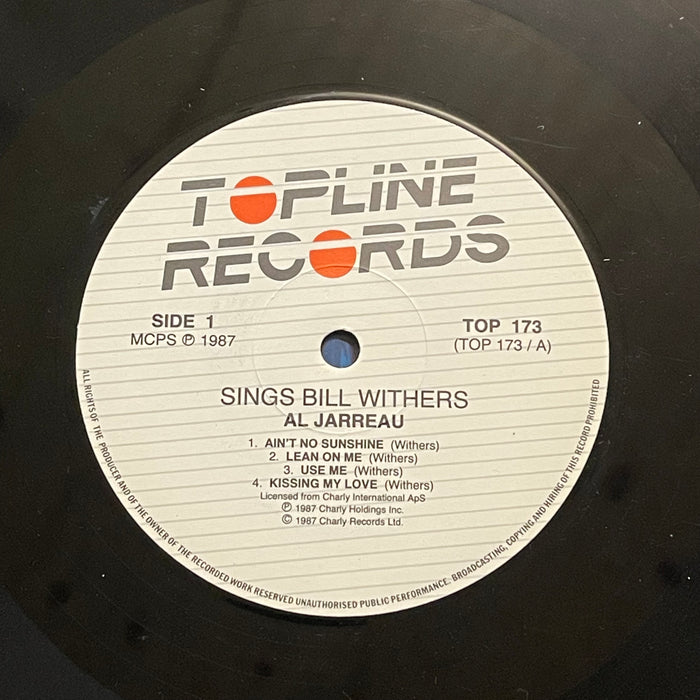 TOPLINE
RECORDS
SIDE 1
MCPS ℗ 1987
TOP 173
(TOP 173 / A)
SINGS BILL WITHERS
AL JARREAU
1. AIN'T NO SUNSHINE (Withers)
2. LEAN ON ME (Withers)
3. USE ME (Withers)
4. KISSING MY LOVE (Withers)
Licensed from Charly International ApS
℗ 1987 Charly Holdings Inc.
© 1987 Charly Records Ltd.
ALL RIGHTS OF THE PRODUCER AND OF THE OWNER OF THE RECORDED WORK RESERVED UNAUTHORISED PUBLIC PERFORMANCE. BROADCASTING, COPYING AND HIRING OF THIS RECORD PROHIBITED